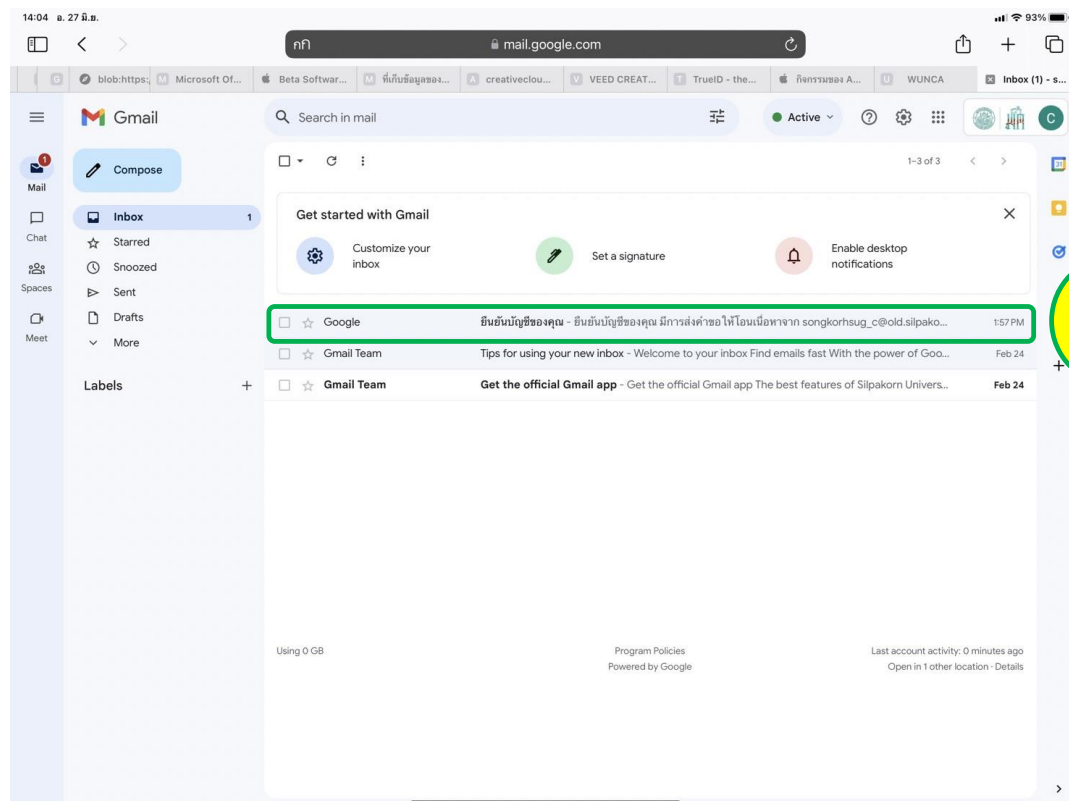 14:04 อ. 27 มิ.ย.
93%
กกิ mail.google.com
G blob:https: M Microsoft Of... Beta Softwar... M ที่เก็บข้อมูลของ... A creativeclou... V VEED CREAT... T TrueID - the... กิจกรรมของ A... U WUNCA Inbox (1) - s...
Gmail
Search in mail
Active
C
1
Mail
Compose
1–3 of 3
31
Chat
Inbox 1
Starred
Snoozed
Spaces
Sent
Meet
Drafts
More
Labels +
Get started with Gmail
Customize your
inbox
Set a signature
Enable desktop
notifications
Google ยืนยันบัญชีของคุณ - ยืนยันบัญชีของคุณ มีการส่งคำขอให้โอนเนื้อหาจาก songkorhsug_c@old.silpako... 1:57 PM
Gmail Team Tips for using your new inbox - Welcome to your inbox Find emails fast With the power of Goo... Feb 24
Gmail Team Get the official Gmail app - Get the official Gmail app The best features of Silpakorn Univers... Feb 24
Using 0 GB
Program Policies
Powered by Google
Last account activity: 0 minutes ago
Open in 1 other location · Details